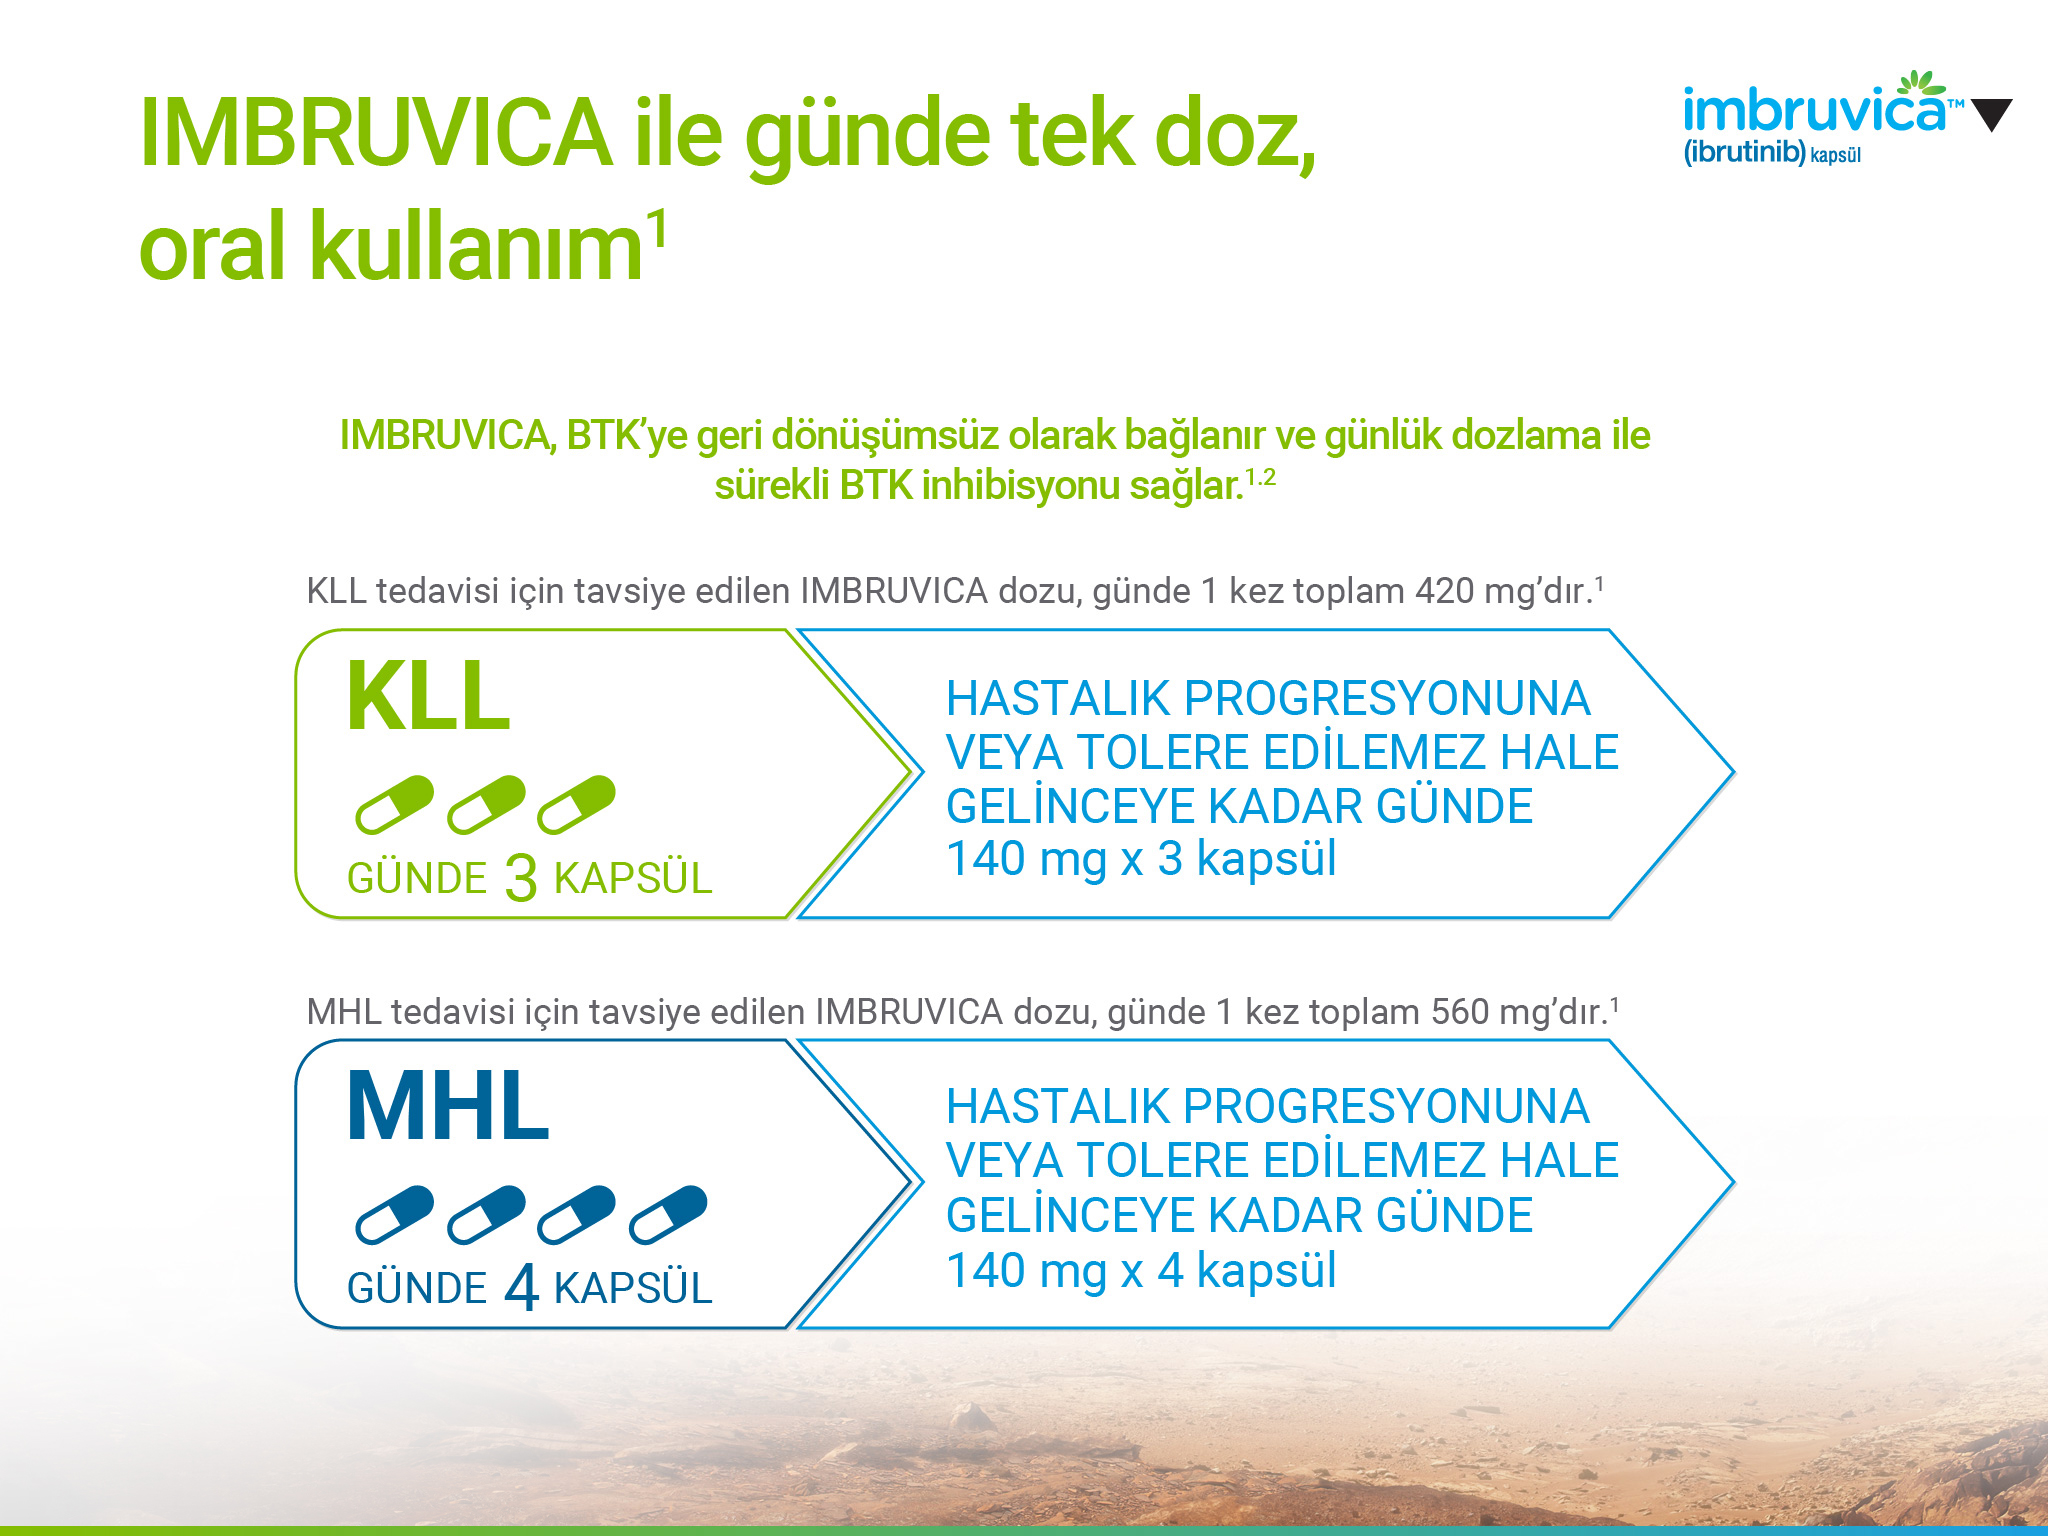 IMBRUVICA ile günde tek doz,
oral kullanım¹
imbruvica™
(ibrutinib) kapsül
IMBRUVICA, BTK’ye geri dönüşümsüz olarak bağlanır ve günlük dozlama ile
sürekli BTK inhibisyonu sağlar.¹·²
KLL tedavisi için tavsiye edilen IMBRUVICA dozu, günde 1 kez toplam 420 mg’dır.¹
KLL
GÜNDE 3 KAPSÜL
HASTALIK PROGRESYONUNA
VEYA TOLERE EDİLEMEZ HALE
GELİNCEYE KADAR GÜNDE
140 mg x 3 kapsül
MHL tedavisi için tavsiye edilen IMBRUVICA dozu, günde 1 kez toplam 560 mg’dır.¹
MHL
GÜNDE 4 KAPSÜL
HASTALIK PROGRESYONUNA
VEYA TOLERE EDİLEMEZ HALE
GELİNCEYE KADAR GÜNDE
140 mg x 4 kapsül